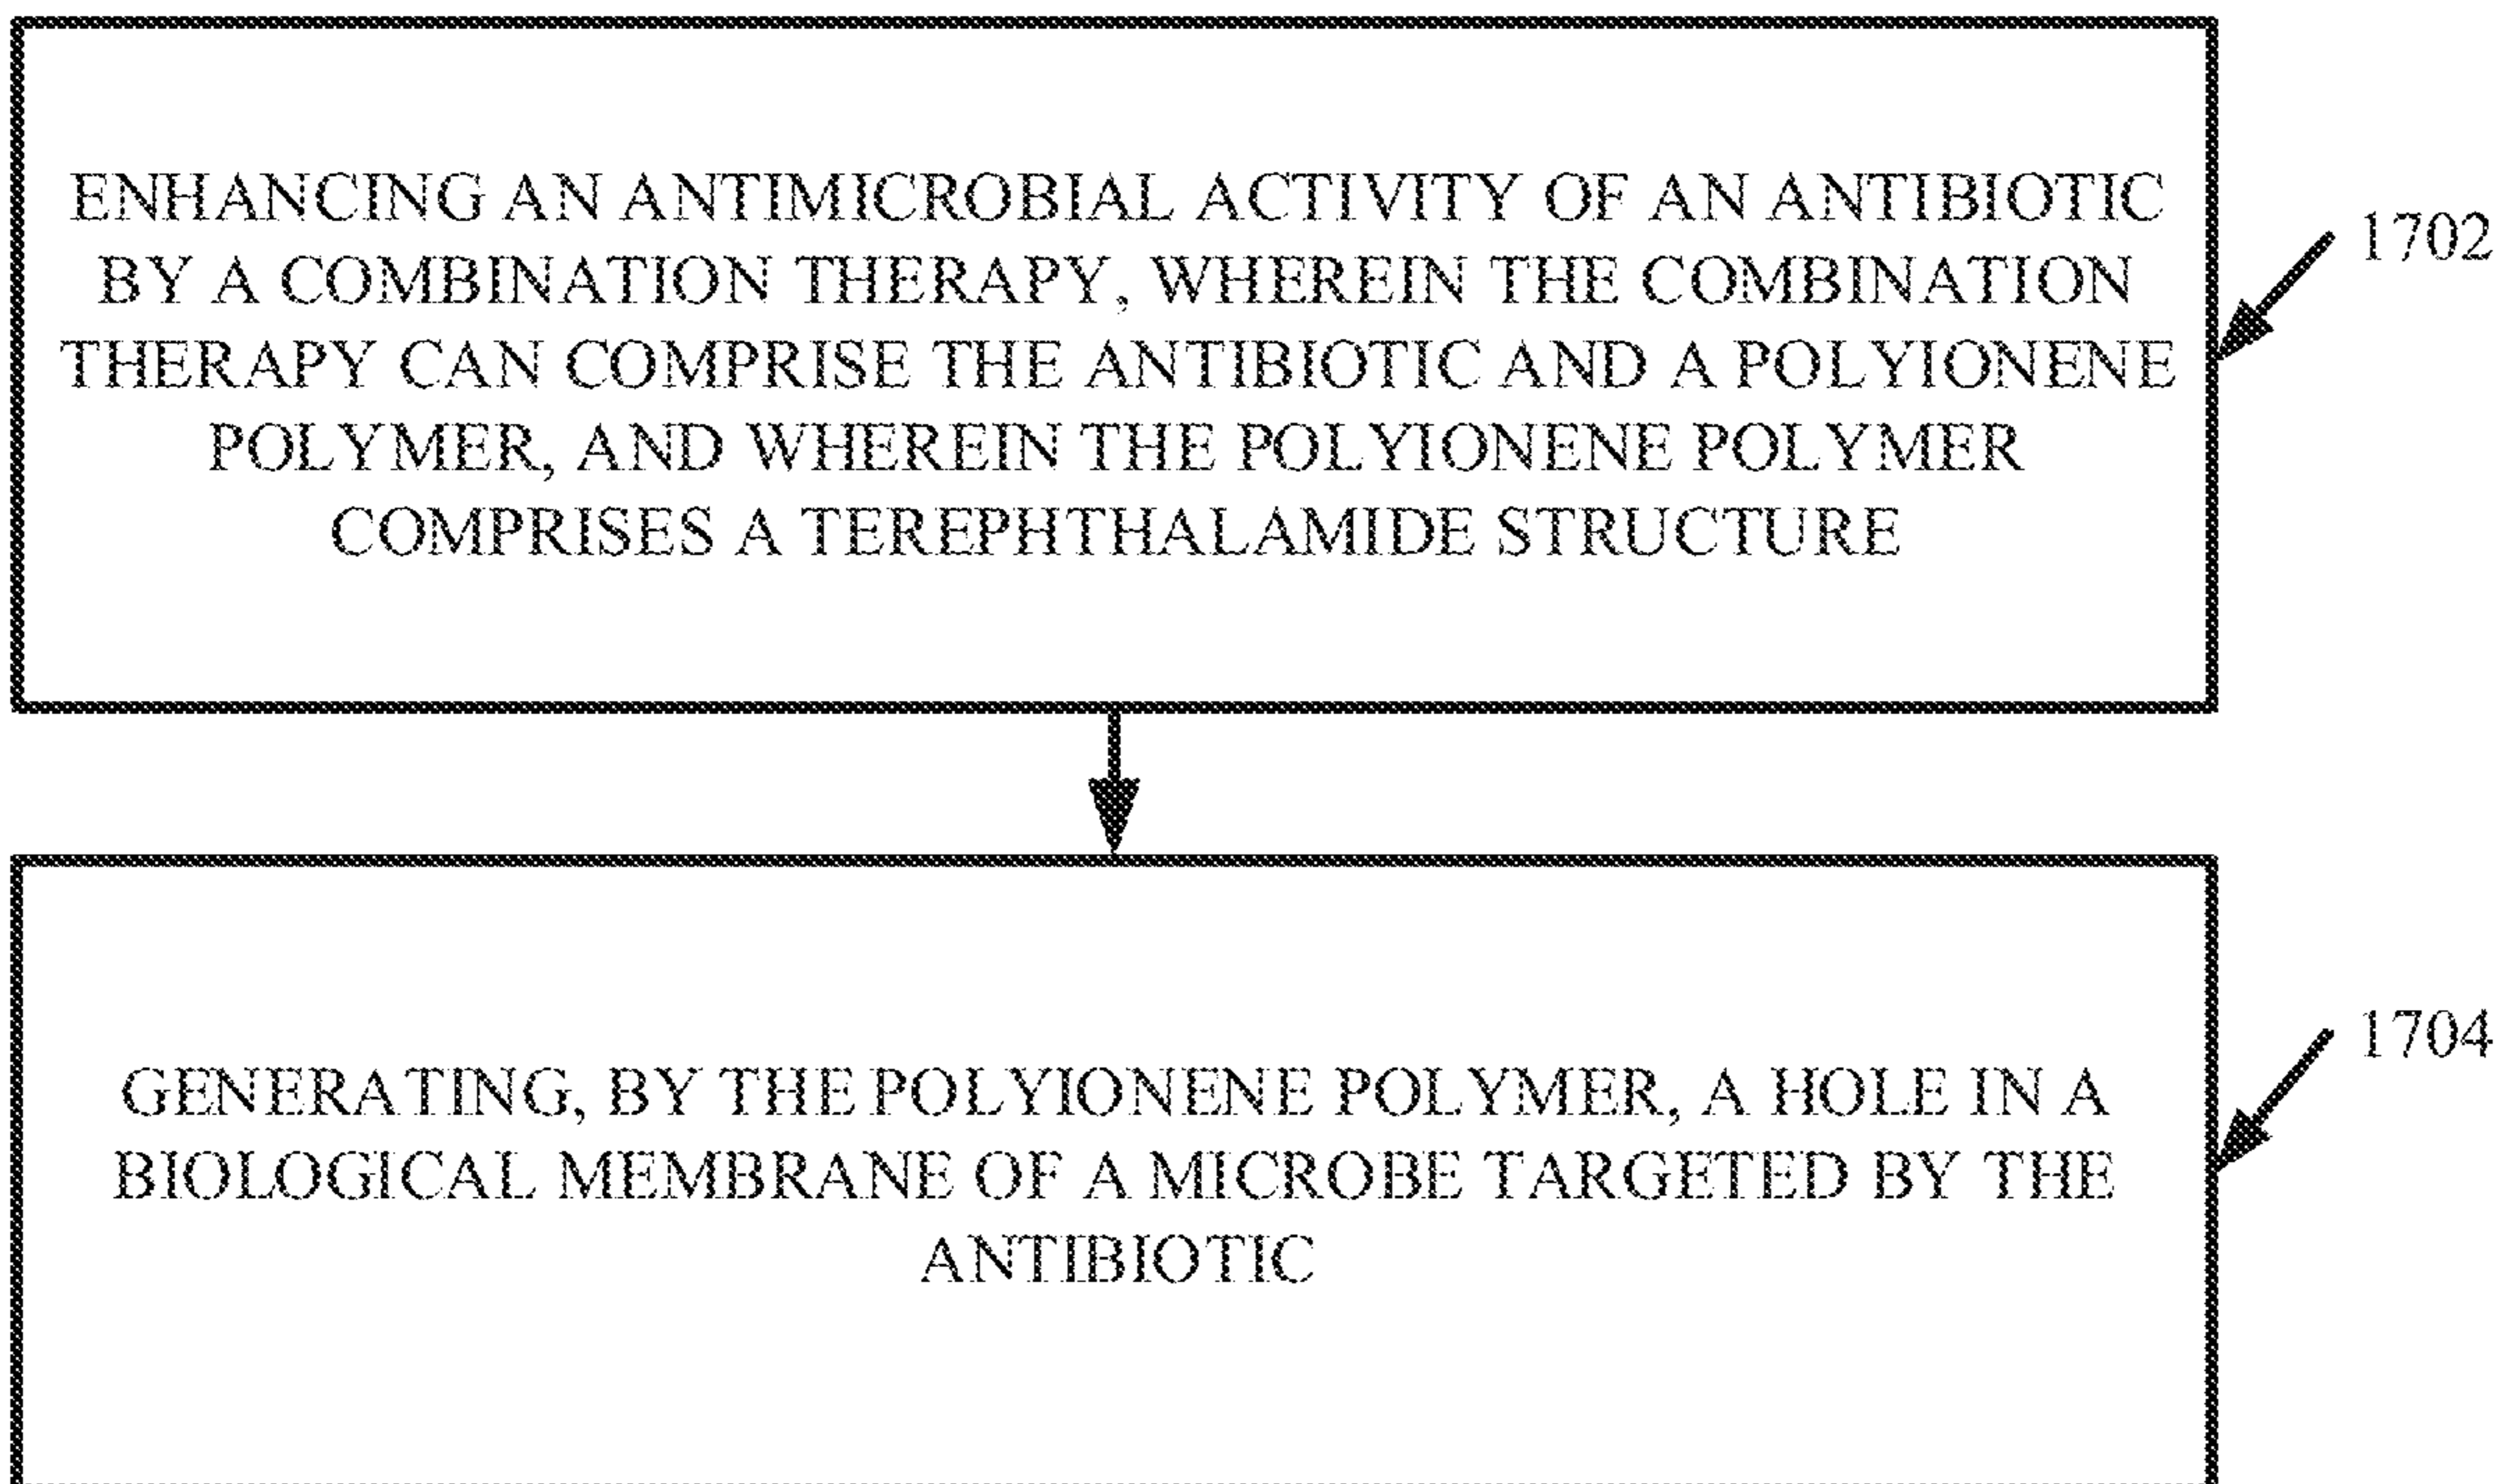 ENHANCING AN ANTIMICROBIAL ACTIVITY OF AN ANTIBIOTIC
BY A COMBINATION THERAPY, WHEREIN THE COMBINATION
THERAPY CAN COMPRISE THE ANTIBIOTIC AND A POLYIONENE
POLYMER, AND WHEREIN THE POLYIONENE POLYMER
COMPRISES A TEREPHTHALAMIDE STRUCTURE
1702
GENERATING, BY THE POLYIONENE POLYMER, A HOLE IN A
BIOLOGICAL MEMBRANE OF A MICROBE TARGETED BY THE
ANTIBIOTIC
1704